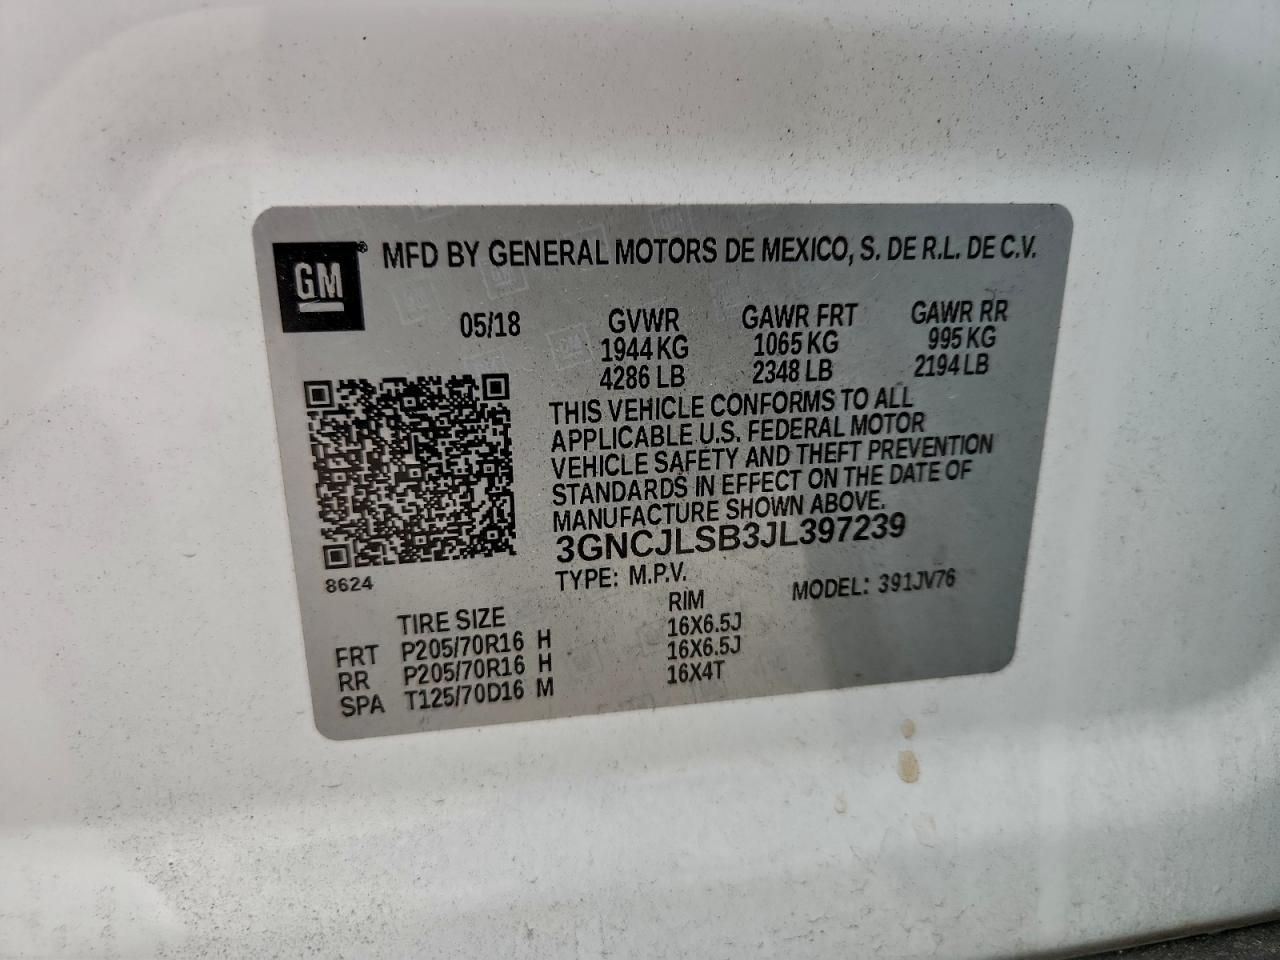 GM® MFD BY GENERAL MOTORS DE MEXICO, S. DE R.L. DE C.V.
05/18 GVWR GAWR FRT GAWR RR
1944 KG 1065 KG 995 KG
4286 LB 2348 LB 2194 LB
THIS VEHICLE CONFORMS TO ALL
APPLICABLE U.S. FEDERAL MOTOR
VEHICLE SAFETY AND THEFT PREVENTION
STANDARDS IN EFFECT ON THE DATE OF
MANUFACTURE SHOWN ABOVE.
3GNCJLSB3JL397239
8624 TYPE: M.P.V. MODEL: 391JV76
TIRE SIZE RIM
FRT P205/70R16 H 16X6.5J
RR P205/70R16 H 16X6.5J
SPA T125/70D16 M 16X4T